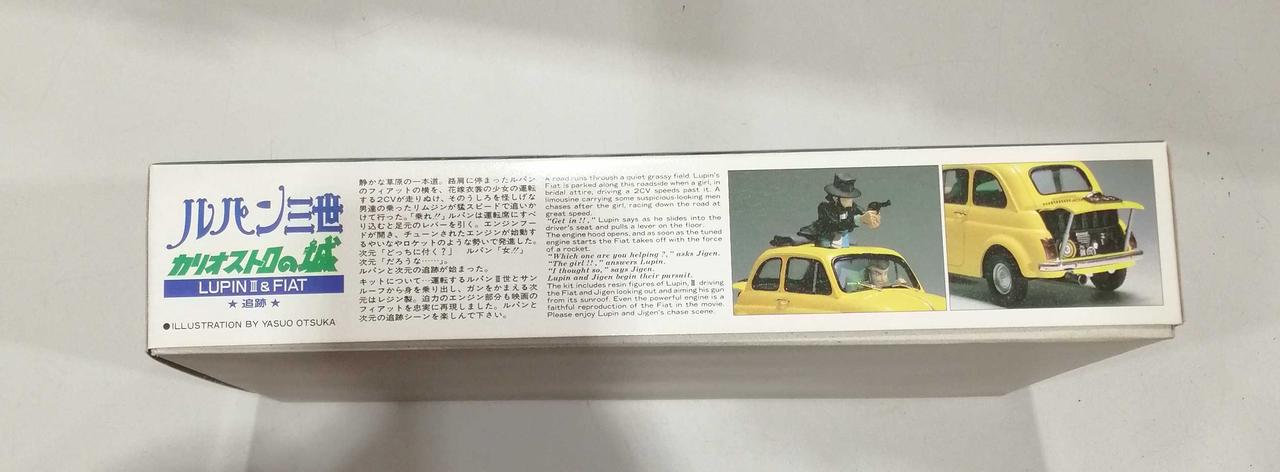 ルパン三世
カリオストロの城
LUPIN Ⅲ & FIAT
★ 追跡 ★
●ILLUSTRATION BY YASUO OTSUKA
静かな草原の一本道。路肩に停まったルパン
のフィアットの横を、花嫁衣裳の少女の運転
する2CVが走りぬけ、そのうしろを怪しげな
男達の乗ったリムジンが猛スピードで追いか
けて行った。「乗れ!!」ルパンは運転席にすべ
り込むと足元のレバーを引く。エンジンフー
ドが開き、チューンされたエンジンが始動す
るやいなやロケットのような勢いで発進した。
次元「どっちに付く？」　ルパン「女!!」
次元「だろうな……」。
ルパンと次元の追跡が始まった。
キットについて…運転するルパンⅢ世とサン
ルーフから身を乗り出し、ガンをかまえる次
元はレジン製。迫力のエンジン部分も映画の
フィアットを忠実に再現しました。ルパンと
次元の追跡シーンを楽しんで下さい。
A road runs through a quiet grassy field. Lupin's
Fiat is parked along this roadside when a girl, in
bridal attire, driving a 2CV speeds past it. A
limousine carrying some suspicious-looking men
chases after the girl, racing down the road at
great speed.
"Get in !!," Lupin says as he slides into the
driver's seat and pulls a lever on the floor.
The engine hood opens, and as soon as the tuned
engine starts the Fiat takes off with the force
of a rocket.
"Which one are you helping ?," asks Jigen.
"The girl !!," answers Lupin.
"I thought so," says Jigen.
Lupin and Jigen begin their pursuit.
The kit includes resin figures of Lupin, Ⅲ driving
the Fiat and Jigen looking out and aiming his gun
from its sunroof. Even the powerful engine is a
faithful reproduction of the Fiat in the movie.
Please enjoy Lupin and Jigen's chase scene.